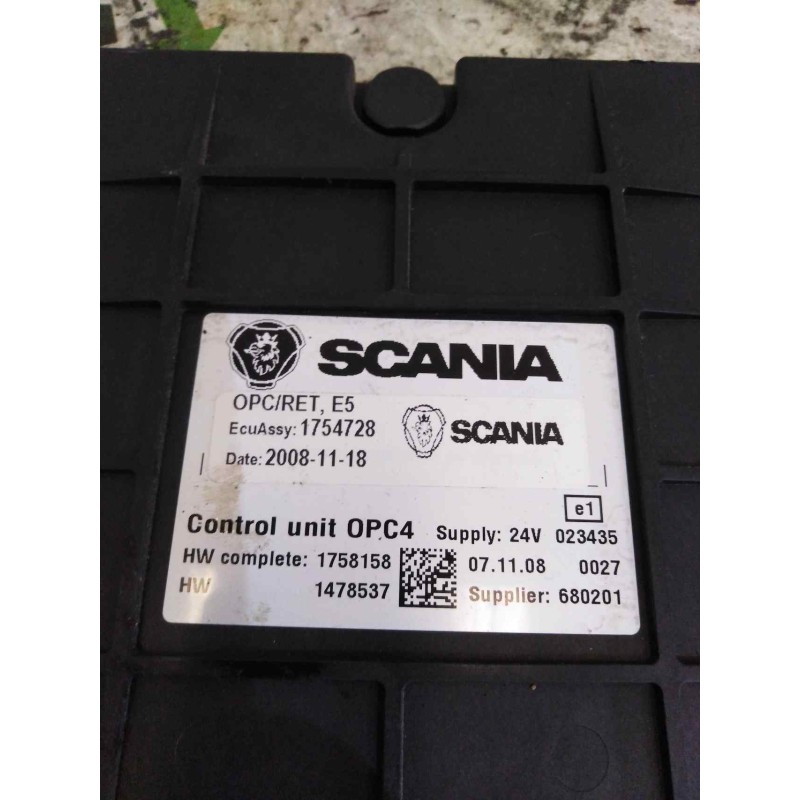 SCANIA
OPC/RET, E5
EcuAssy: 1754728
SCANIA
Date: 2008-11-18
e1
Control unit OPC4 Supply: 24V 023435
HW complete: 1758158 07.11.08 0027
HW 1478537 Supplier: 680201